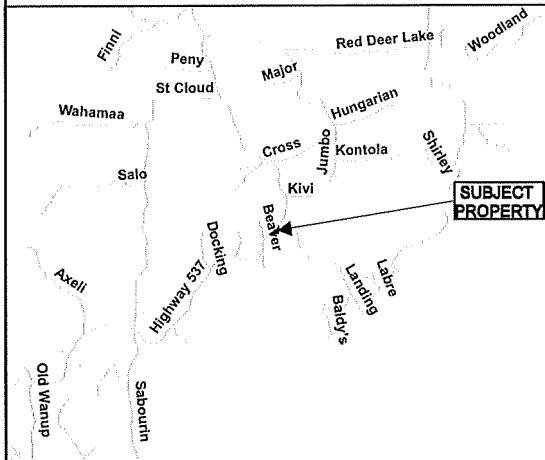 Finni
Peny
St Cloud
Wahamaa
Salo
Major
Red Deer Lake
Woodland
Hungarian
Jumbo
Cross
Kontola
Shirley
Kivi
SUBJECT
PROPERTY
Beaver
Docking
Highway 537
Axeli
Landing
Labre
Baldy's
Old Wanup
Sabourin